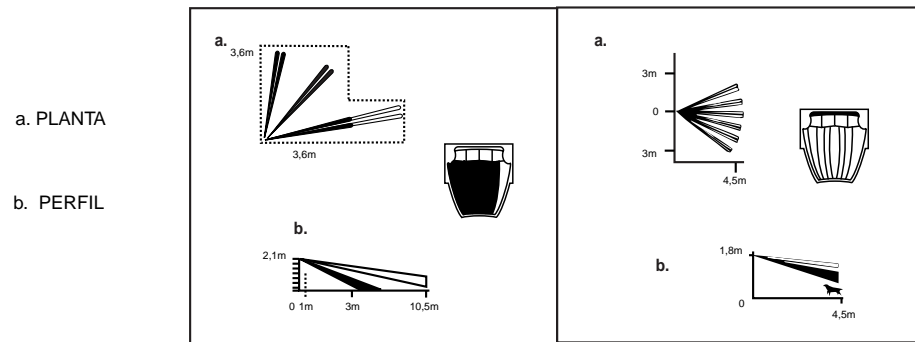 a. PLANTA
b. PERFIL
a.
3,6m
3,6m
b.
2,1m
0 1m 3m 10,5m
a.
3m
0
3m
4,5m
b.
1,8m
0
4,5m